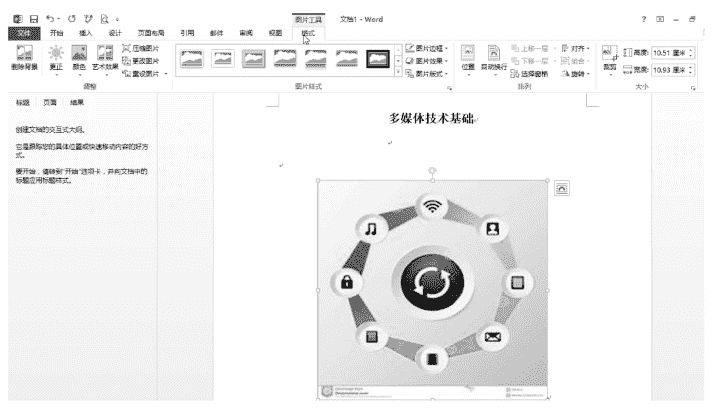 图片工具 文档1 - Word
文件 开始 插入 设计 页面布局 引用 邮件 审阅 视图 格式
删除背景 更正 颜色 艺术效果 压缩图片 更改图片 重设图片
调整
图片边框 图片效果 图片版式
图片样式
位置 自动换行 上移一层 下移一层 选择窗格 对齐 组合 旋转
排列
裁剪 高度: 10.51 厘米 宽度: 10.93 厘米
大小
标题 页面 结果
创建文档的交互式大纲。
它是跟踪您的具体位置或快速移动内容的好方
式。
要开始，请转到“开始”选项卡，并向文档中的
标题应用标题样式。
多媒体技术基础